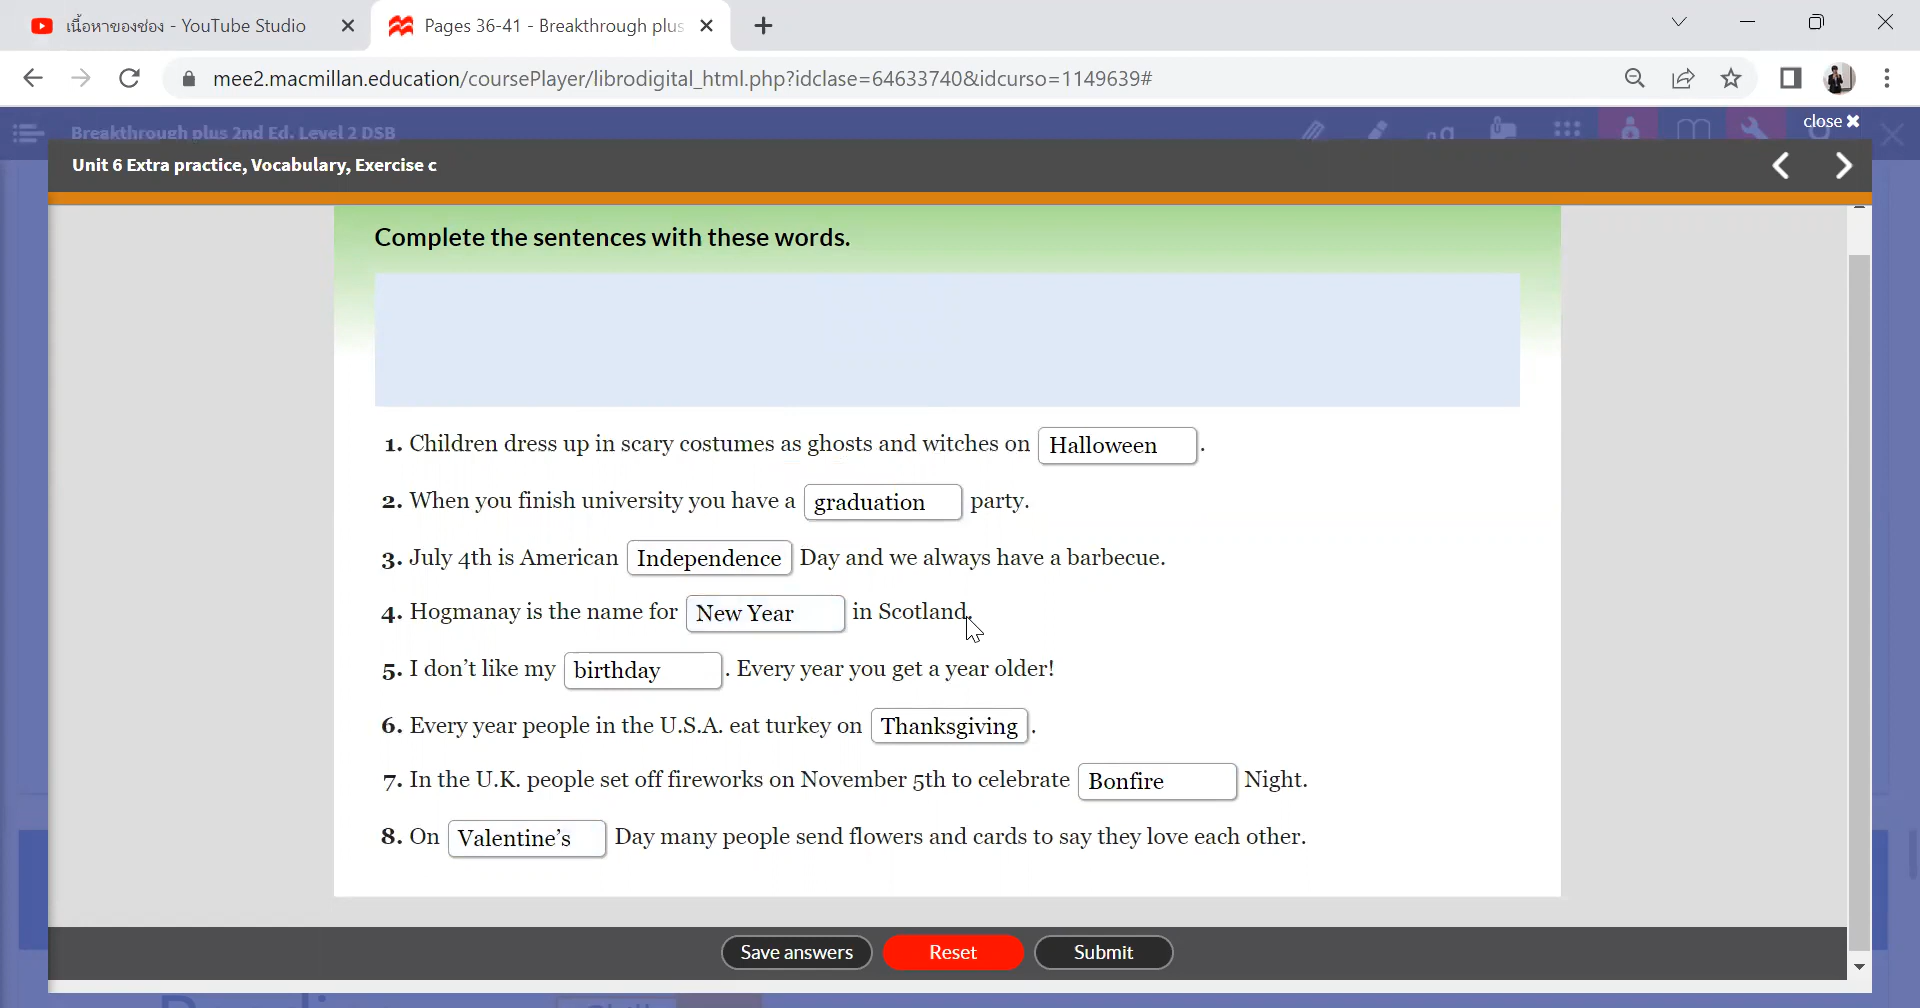 เนื้อหาของช่อง - YouTube Studio
Pages 36-41 - Breakthrough plus
mee2.macmillan.education/coursePlayer/librodigital_html.php?idclase=64633740&idcurso=1149639#
Breakthrough plus 2nd Ed. Level 2 DSB
close
Unit 6 Extra practice, Vocabulary, Exercise c
Complete the sentences with these words.
1. Children dress up in scary costumes as ghosts and witches on Halloween .
2. When you finish university you have a graduation party.
3. July 4th is American Independence Day and we always have a barbecue.
4. Hogmanay is the name for New Year in Scotland.
5. I don’t like my birthday . Every year you get a year older!
6. Every year people in the U.S.A. eat turkey on Thanksgiving .
7. In the U.K. people set off fireworks on November 5th to celebrate Bonfire Night.
8. On Valentine’s Day many people send flowers and cards to say they love each other.
Save answers
Reset
Submit